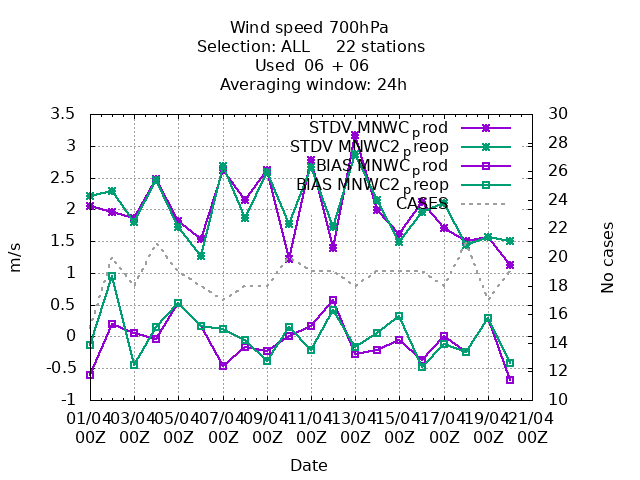 Wind speed 700hPa
Selection: ALL     22 stations
Used  06 + 06
Averaging window: 24h
3.5
3
2.5
2
1.5
1
0.5
0
-0.5
-1
m/s
30
28
26
24
22
20
18
16
14
12
10
No cases
STDV MNWC_prod
STDV MNWC2_preop
BIAS MNWC_prod
BIAS MNWC2_preop
CASES
01/04 03/04 05/04 07/04 09/04 11/04 13/04 15/04 17/04 19/04 21/04
00Z 00Z 00Z 00Z 00Z 00Z 00Z 00Z 00Z 00Z 00Z
Date